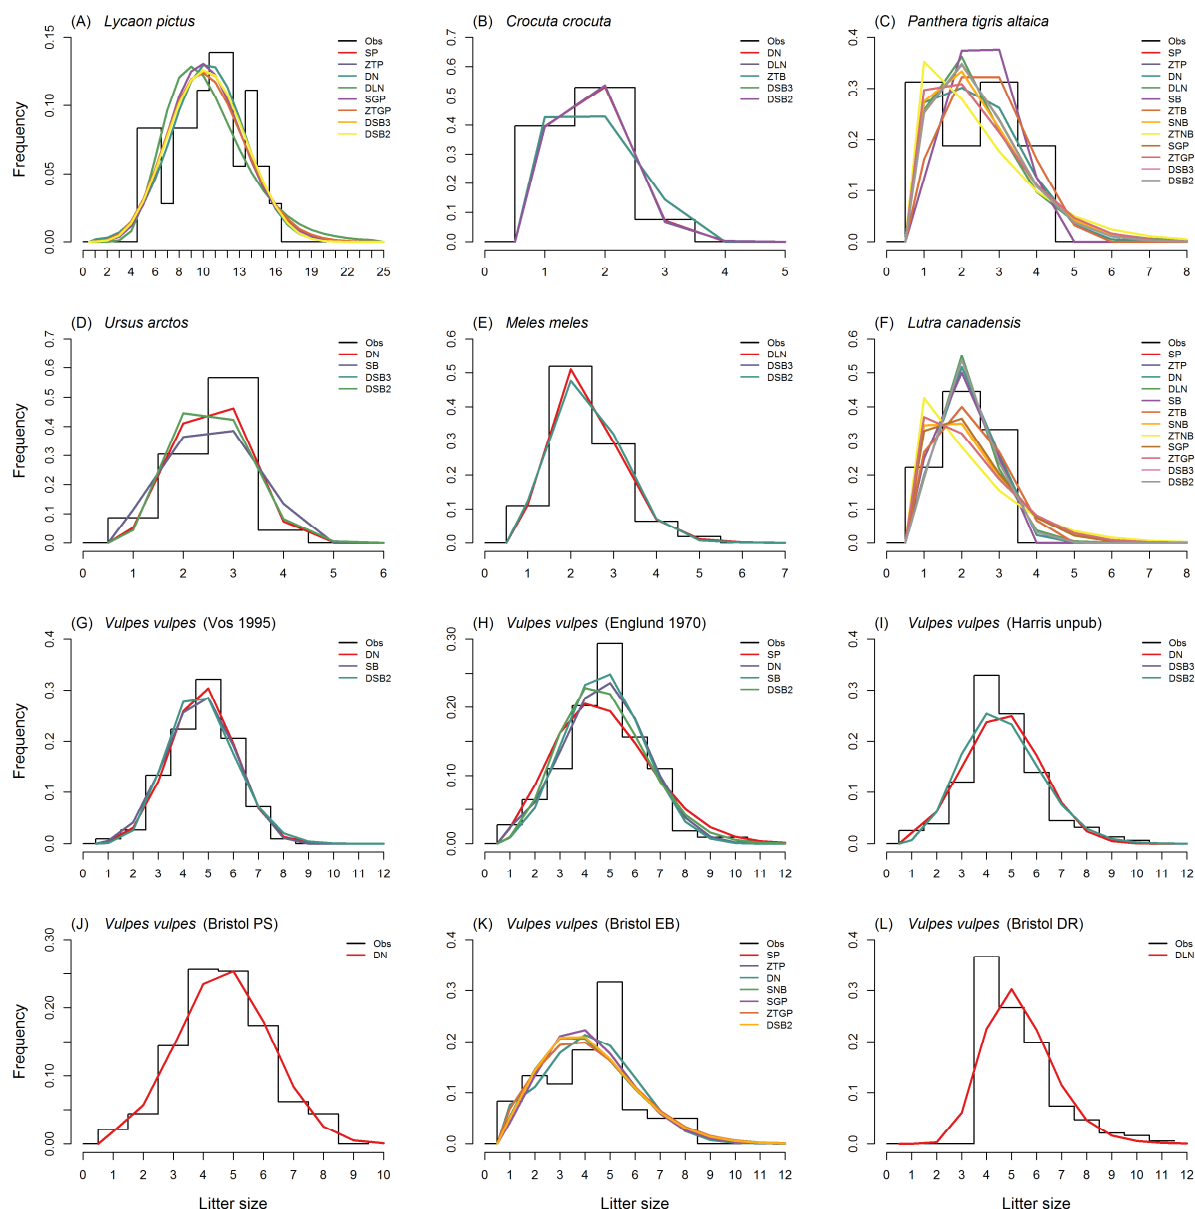 (A) Lycaon pictus
Frequency
0.00 0.05 0.10 0.15
0 1 2 3 4 6 8 10 13 16 19 22 25
Obs
SP
ZTP
DN
DLN
SGP
ZTGP
DSB3
DSB2
(B) Crocuta crocuta
0.0 0.1 0.2 0.3 0.4 0.5 0.6 0.7
0 1 2 3 4 5
Obs
DN
DLN
ZTB
DSB3
DSB2
(C) Panthera tigris altaica
0.0 0.1 0.2 0.3 0.4
0 1 2 3 4 5 6 7 8
Obs
SP
ZTP
DN
DLN
SB
ZTB
SNB
ZTNB
SGP
ZTGP
DSB3
DSB2
(D) Ursus arctos
Frequency
0.0 0.1 0.2 0.3 0.4 0.5 0.6 0.7
0 1 2 3 4 5 6
Obs
DN
SB
DSB3
DSB2
(E) Meles meles
0.0 0.1 0.2 0.3 0.4 0.5 0.6
0 1 2 3 4 5 6 7
Obs
DLN
DSB3
DSB2
(F) Lutra canadensis
0.0 0.1 0.2 0.3 0.4 0.5 0.6
0 1 2 3 4 5 6 7 8
Obs
SP
ZTP
DN
DLN
SB
ZTB
SNB
ZTNB
SGP
ZTGP
DSB3
DSB2
(G) Vulpes vulpes (Vos 1995)
Frequency
0.0 0.1 0.2 0.3 0.4
0 1 2 3 4 5 6 7 8 9 10 11 12
Obs
DN
SB
DSB2
(H) Vulpes vulpes (Englund 1970)
0.00 0.10 0.20 0.30
0 1 2 3 4 5 6 7 8 9 10 11 12
Obs
SP
DN
SB
DSB2
(I) Vulpes vulpes (Harris unpub)
0.0 0.1 0.2 0.3 0.4
0 1 2 3 4 5 6 7 8 9 10 11 12
Obs
DN
DSB3
DSB2
(J) Vulpes vulpes (Bristol PS)
Frequency
0.00 0.10 0.20 0.30
0 1 2 3 4 5 6 7 8 9 10
Litter size
Obs
DN
(K) Vulpes vulpes (Bristol EB)
0.0 0.1 0.2 0.3 0.4
0 1 2 3 4 5 6 7 8 9 10 11 12
Litter size
Obs
SP
ZTP
DN
SNB
SGP
ZTGP
DSB2
(L) Vulpes vulpes (Bristol DR)
0.0 0.1 0.2 0.3 0.4
0 1 2 3 4 5 6 7 8 9 10 11 12
Litter size
Obs
DLN